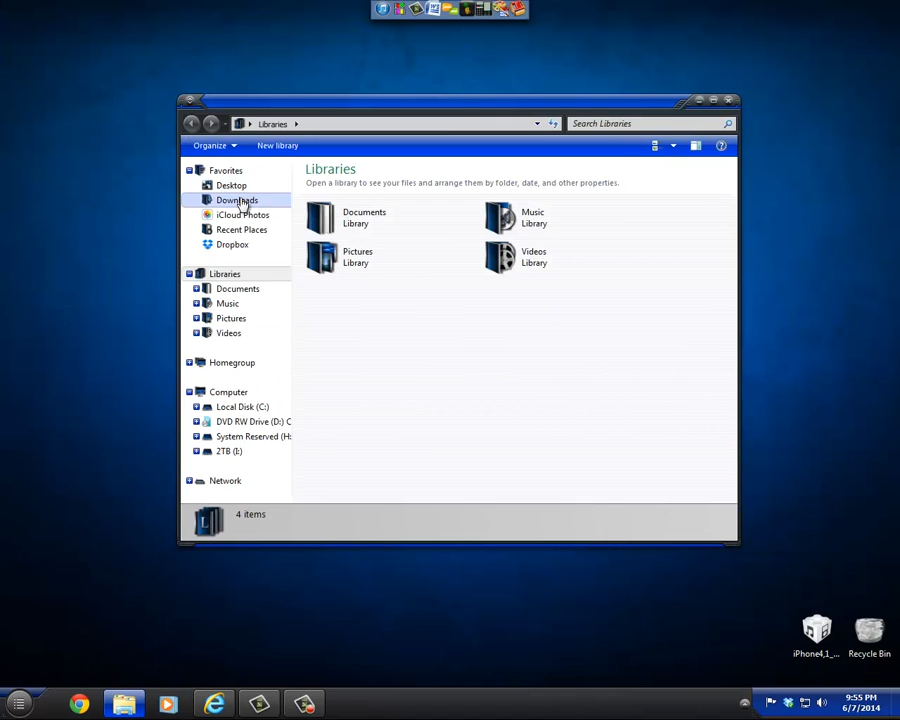 Libraries
Search Libraries
Organize
New library
Favorites
Desktop
Downloads
iCloud Photos
Recent Places
Dropbox
Libraries
Documents
Music
Pictures
Videos
Homegroup
Computer
Local Disk (C:)
DVD RW Drive (D:) C
System Reserved (H:
2TB (I:)
Network
Libraries
Open a library to see your files and arrange them by folder, date, and other properties.
Documents
Library
Music
Library
Pictures
Library
Videos
Library
4 items
iPhone4,1_...
Recycle Bin
9:55 PM
6/7/2014